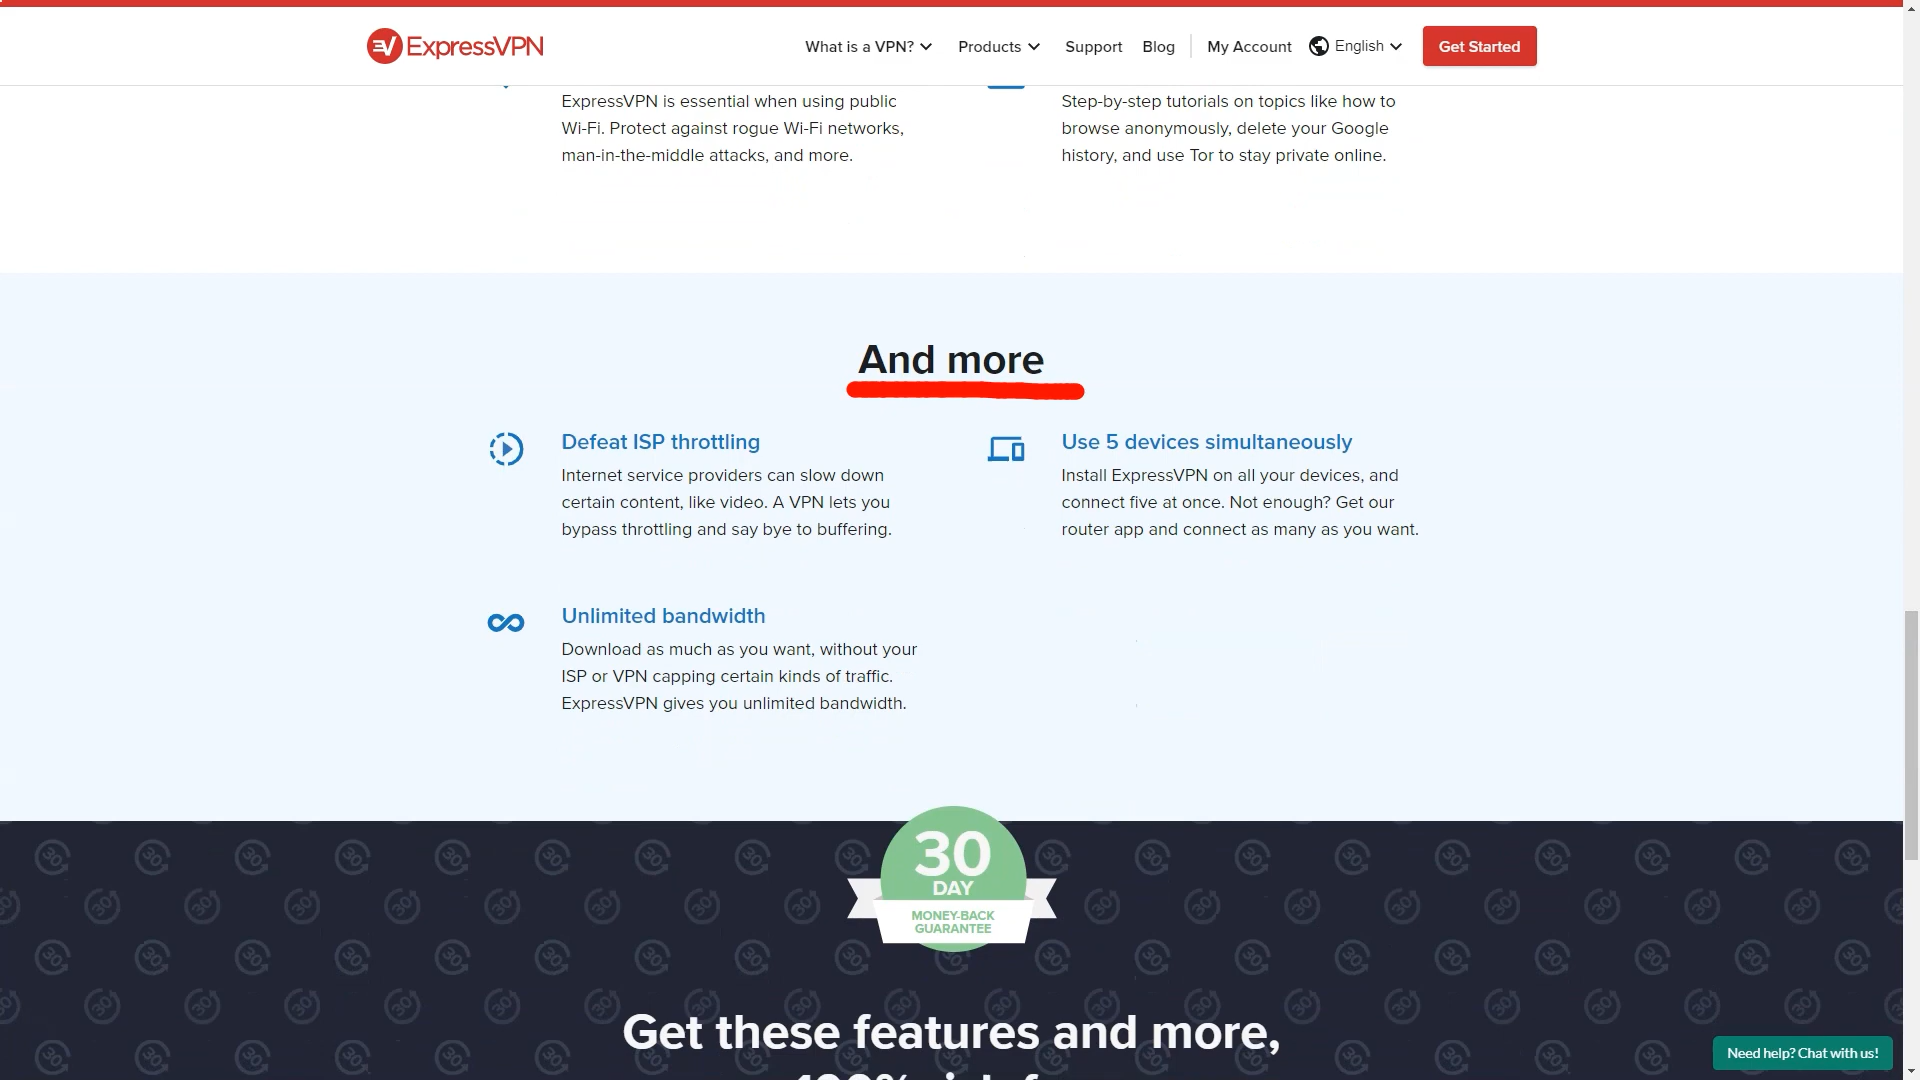 ExpressVPN
What is a VPN?
Products
Support
Blog
My Account
English
Get Started
ExpressVPN is essential when using public
Wi-Fi. Protect against rogue Wi-Fi networks,
man-in-the-middle attacks, and more.
Step-by-step tutorials on topics like how to
browse anonymously, delete your Google
history, and use Tor to stay private online.
And more
Defeat ISP throttling
Internet service providers can slow down
certain content, like video. A VPN lets you
bypass throttling and say bye to buffering.
Use 5 devices simultaneously
Install ExpressVPN on all your devices, and
connect five at once. Not enough? Get our
router app and connect as many as you want.
Unlimited bandwidth
Download as much as you want, without your
ISP or VPN capping certain kinds of traffic.
ExpressVPN gives you unlimited bandwidth.
30
DAY
MONEY-BACK
GUARANTEE
Get these features and more,
Need help? Chat with us!